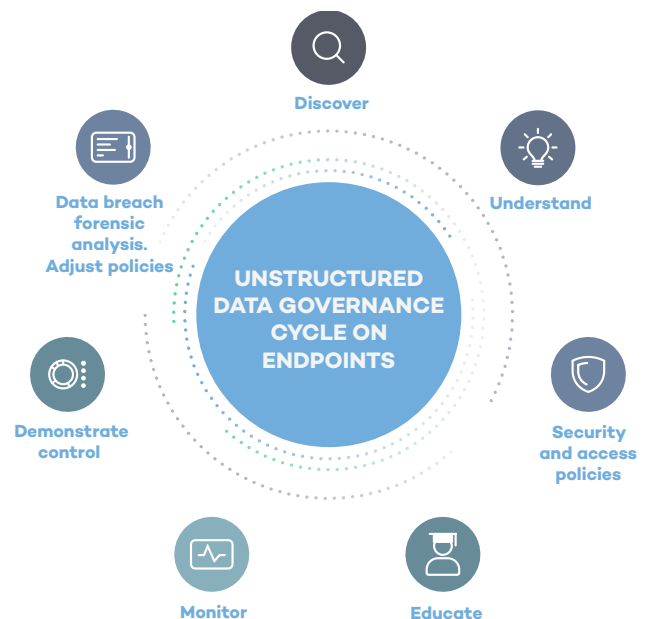 Discover
Understand
Security
and access
policies
Educate
Monitor
Demonstrate
control
Data breach
forensic
analysis.
Adjust policies
UNSTRUCTURED
DATA GOVERNANCE
CYCLE ON
ENDPOINTS